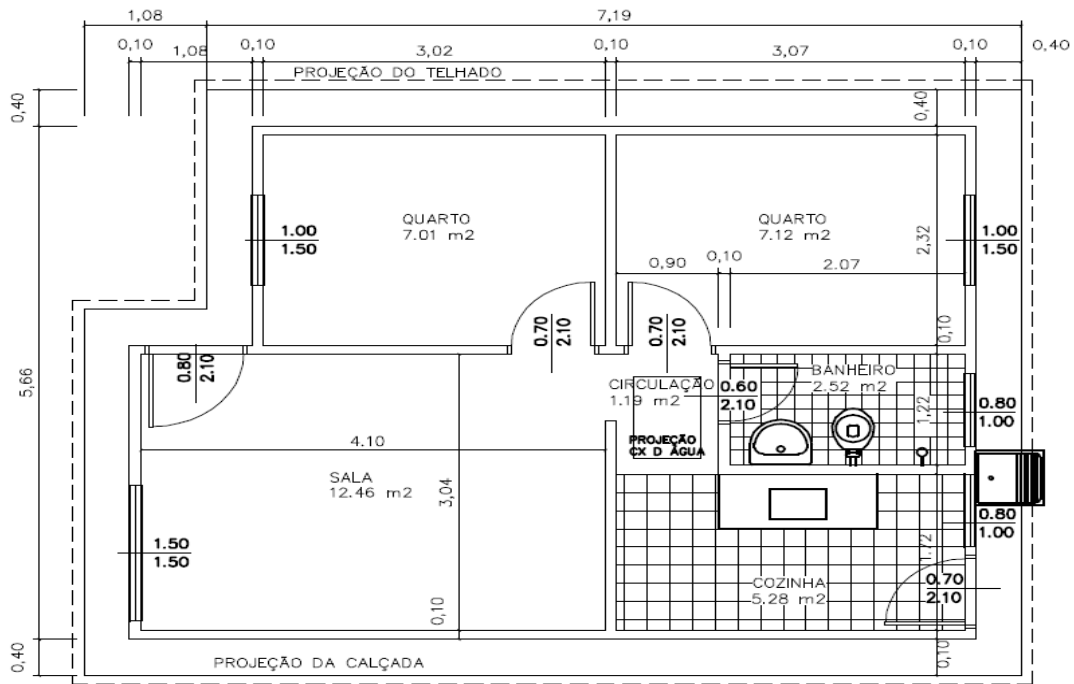 1,08
7,19
0,10
1,08
0,10
3,02
0,10
3,07
0,10
0,40
PROJEÇÃO DO TELHADO
0,40
0,40
QUARTO
7.01 m2
QUARTO
7.12 m2
1.00
1.50
1.00
1.50
2,32
0,90
0,10
2.07
0.70
2.10
0.70
2.10
0,10
0.80
2.10
5,66
CIRCULAÇÃO
1.19 m2
0.60
2.10
BANHEIRO
2.52 m2
1,22
0.80
1.00
PROJEÇÃO
CX D ÁGUA
4.10
SALA
12.46 m2
3,04
1.50
1.50
0.80
1.00
1.72
COZINHA
5.28 m2
0.70
2.10
0,10
0,10
0,40
PROJEÇÃO DA CALÇADA